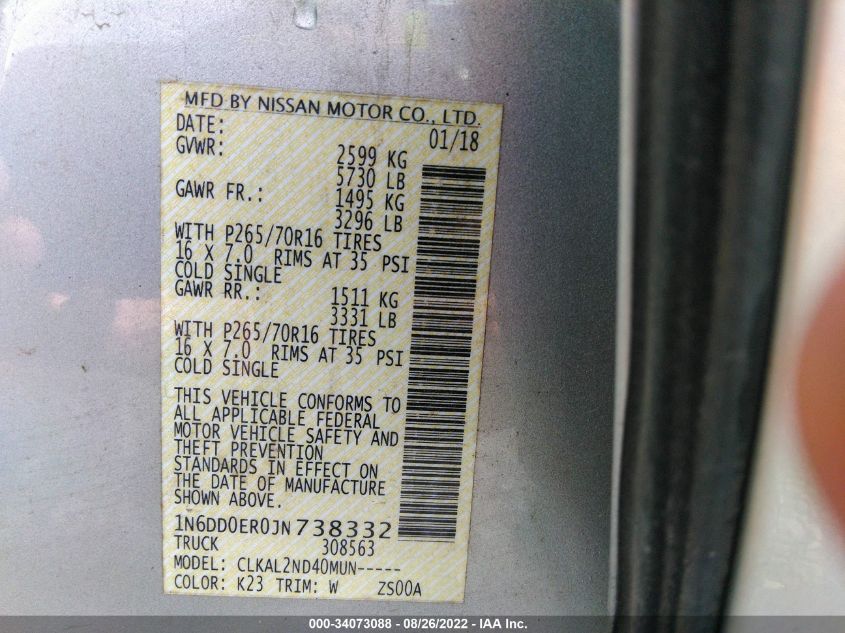 MFD BY NISSAN MOTOR CO., LTD.
DATE: 01/18
GVWR: 2599 KG
5730 LB
GAWR FR.: 1495 KG
3296 LB
WITH P265/70R16 TIRES
16 X 7.0 RIMS AT 35 PSI
COLD SINGLE
GAWR RR.: 1511 KG
3331 LB
WITH P265/70R16 TIRES
16 X 7.0 RIMS AT 35 PSI
COLD SINGLE
THIS VEHICLE CONFORMS TO
ALL APPLICABLE FEDERAL
MOTOR VEHICLE SAFETY AND
THEFT PREVENTION
STANDARDS IN EFFECT ON
THE DATE OF MANUFACTURE
SHOWN ABOVE.
1N6DD0ER0JN738332
TRUCK 308563
MODEL: CLKAL2ND40MUN-----
COLOR: K23 TRIM: W ZS00A
000-34073088 - 08/26/2022 - IAA Inc.